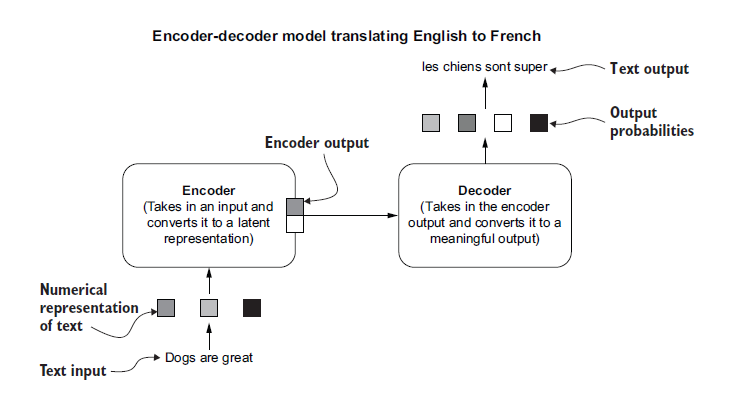 Encoder-decoder model translating English to French
les chiens sont super
Text output
Output
probabilities
Encoder output
Encoder
(Takes in an input and
converts it to a latent
representation)
Decoder
(Takes in the encoder
output and converts it to a
meaningful output)
Numerical
representation
of text
Dogs are great
Text input